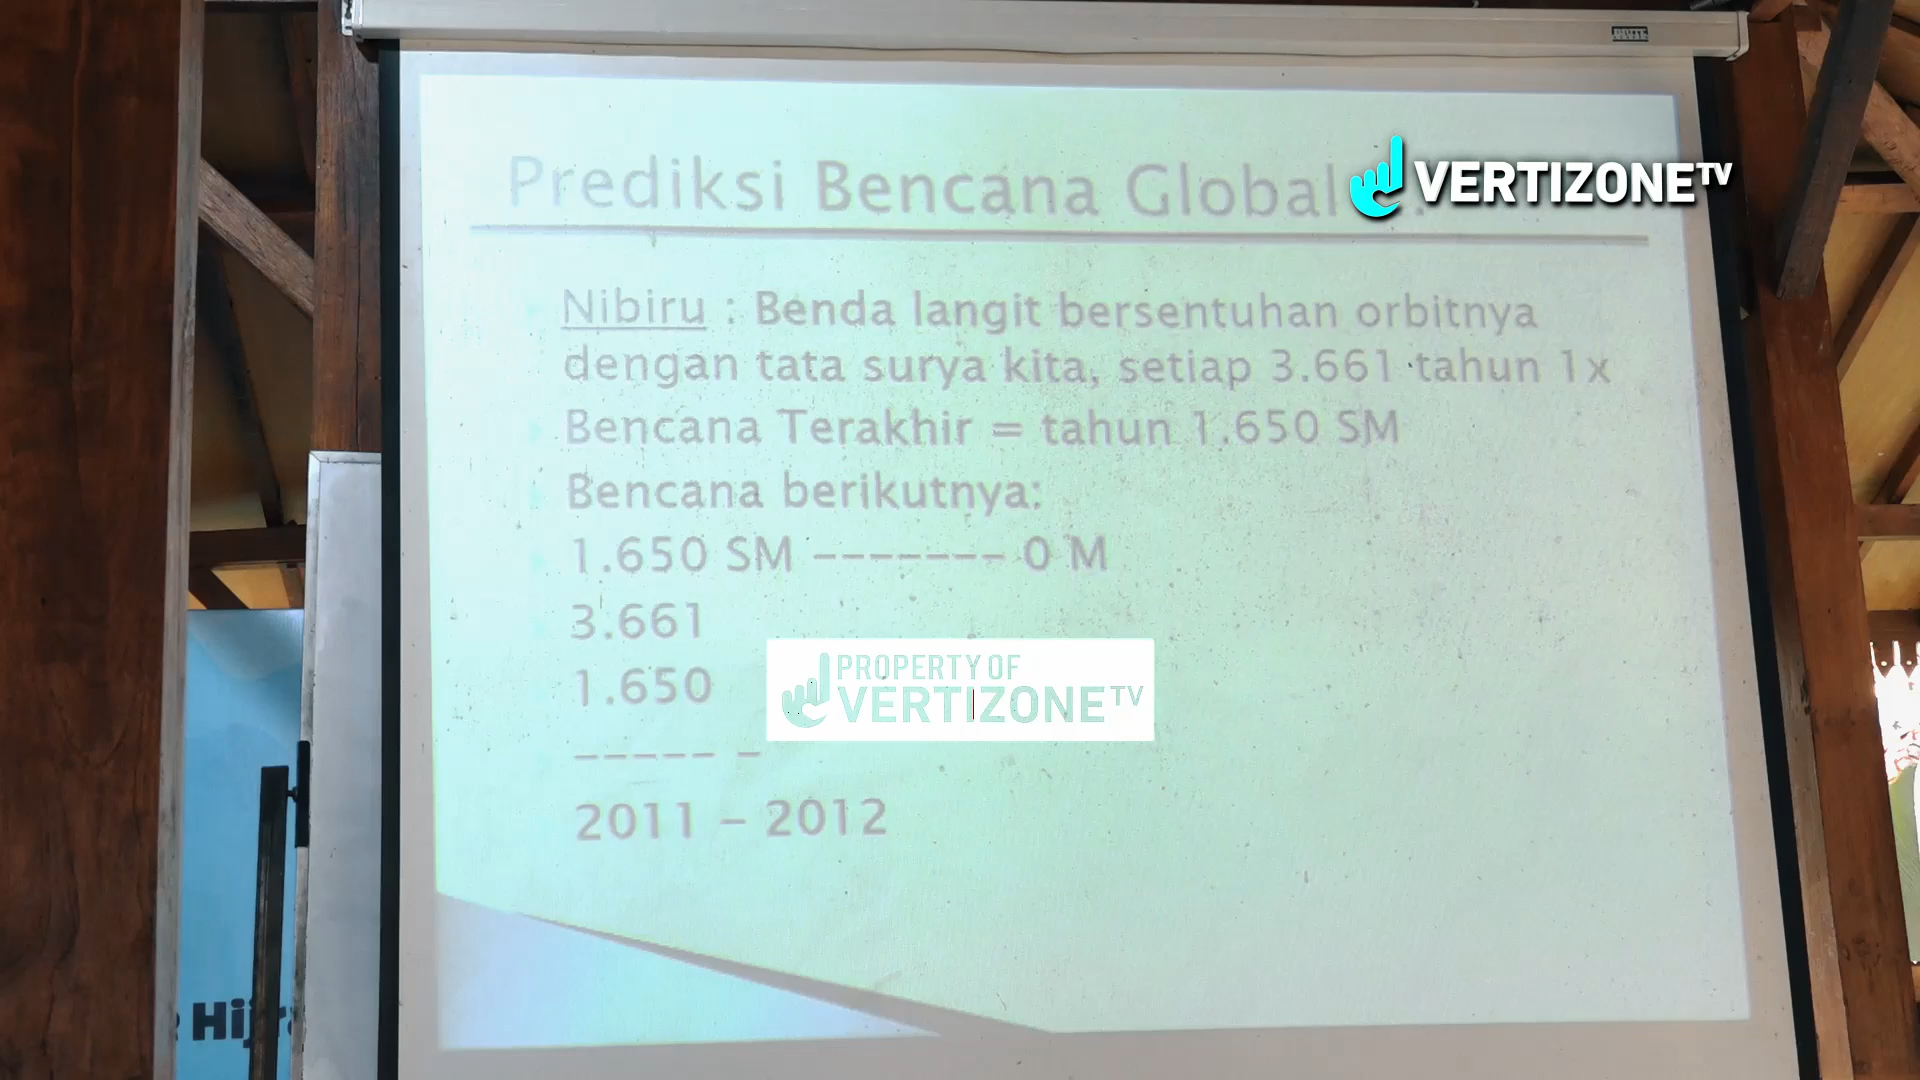 Prediksi Bencana Global
VERTIZONE TV
Nibiru : Benda langit bersentuhan orbitnya
dengan tata surya kita, setiap 3.661 tahun 1x
Bencana Terakhir = tahun 1.650 SM
Bencana berikutnya:
1.650 SM ------- 0 M
3.661
1.650
PROPERTY OF
VERTIZONE TV
----- -
2011 – 2012